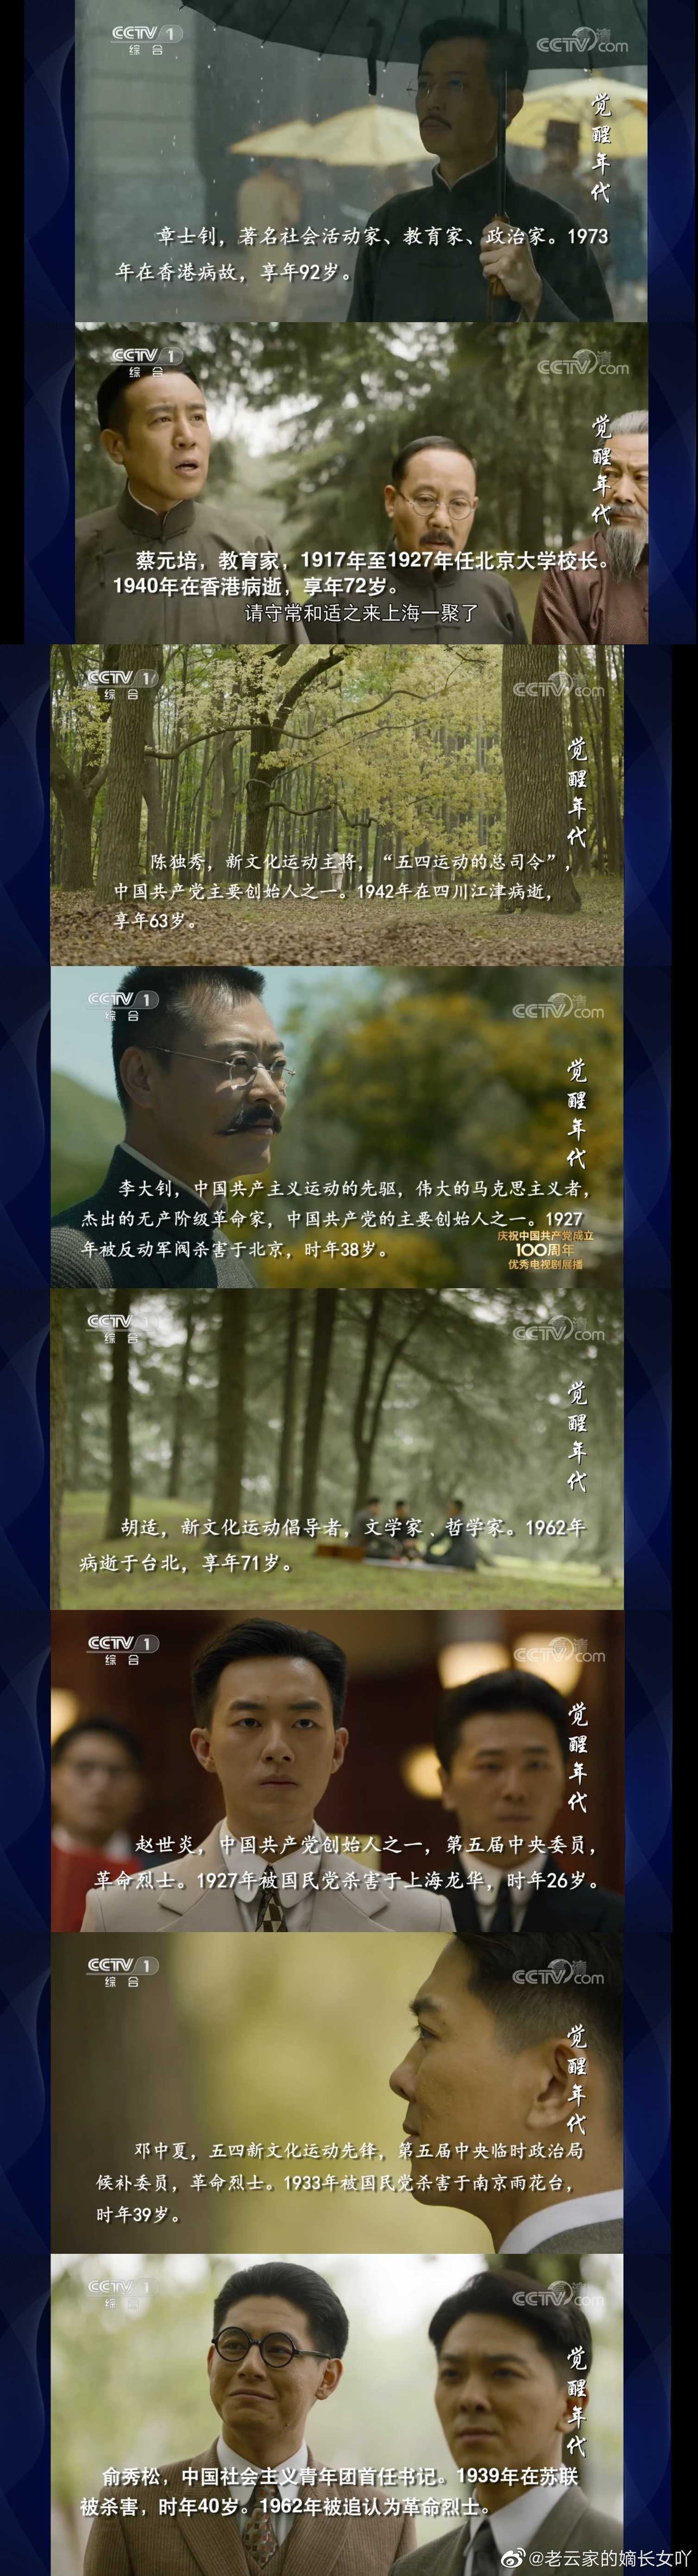 CCTV 1
综合
CCTV com
觉醒年代
章士钊，著名社会活动家、教育家、政治家。1973
年在香港病故，享年92岁。
CCTV 1
综合
CCTV com
觉醒年代
蔡元培，教育家，1917年至1927年任北京大学校长。
1940年在香港病逝，享年72岁。
请守常和适之来上海一聚了
CCTV 1
综合
CCTV com
觉醒年代
陈独秀，新文化运动主将，“五四运动的总司令”，
中国共产党主要创始人之一。1942年在四川江津病逝，
享年63岁。
CCTV 1
综合
CCTV com
觉醒年代
李大钊，中国共产主义运动的先驱，伟大的马克思主义者，
杰出的无产阶级革命家，中国共产党的主要创始人之一。1927
年被反动军阀杀害于北京，时年38岁。
庆祝中国共产党成立
100周年
优秀电视剧展播
CCTV 1
综合
CCTV com
觉醒年代
胡适，新文化运动倡导者，文学家、哲学家。1962年
病逝于台北，享年71岁。
CCTV 1
综合
CCTV com
觉醒年代
赵世炎，中国共产党创始人之一，第五届中央委员，
革命烈士。1927年被国民党杀害于上海龙华，时年26岁。
CCTV 1
综合
CCTV com
觉醒年代
邓中夏，五四新文化运动先锋，第五届中央临时政治局
候补委员，革命烈士。1933年被国民党杀害于南京雨花台，
时年39岁。
CCTV 1
综
CCTV com
觉醒年代
俞秀松，中国社会主义青年团首任书记。1939年在苏联
被杀害，时年40岁。1962年被追认为革命烈士。
@老云家的嫡长女吖